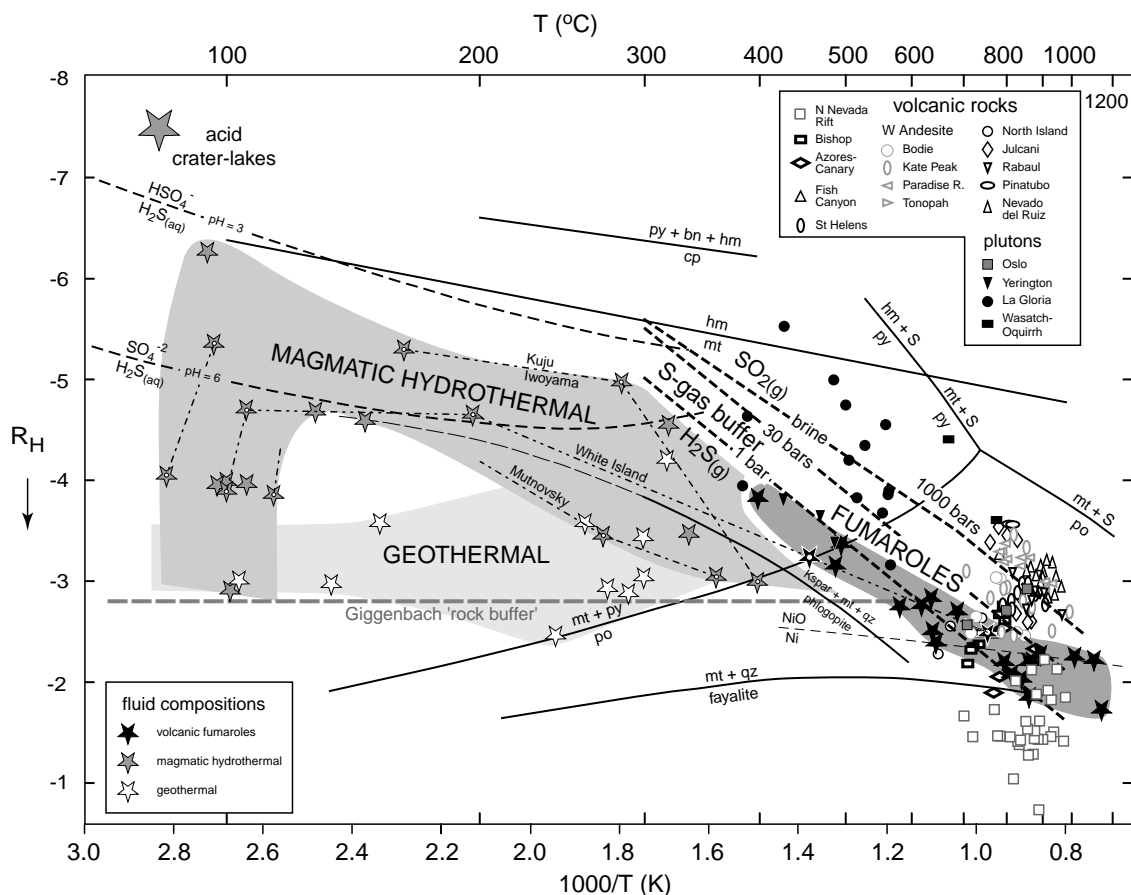 T (ºC)
100
200
300
400
500
600
800
1000
1200
-8
-7
-6
-5
-4
-3
-2
-1
R_H
acid
crater-lakes
HSO4-
H2S(aq)
pH = 3
SO4-2
H2S(aq)
pH = 6
py + bn + hm
cp
hm
mt
hm + S
py
mt + S
py
mt + S
po
Kuju
Iwoyama
MAGMATIC HYDROTHERMAL
White Island
Mutnovsky
GEOTHERMAL
Giggenbach 'rock buffer'
mt + py
po
SO2(g)
S-gas buffer
H2S(g)
brine
30 bars
1 bar
1000 bars
FUMAROLES
Kspar + mt + qz
phlogopite
NiO
Ni
mt + qz
fayalite
volcanic rocks
N Nevada
Rift
Bishop
Azores-
Canary
Fish
Canyon
St Helens
W Andesite
Bodie
Kate Peak
Paradise R.
Tonopah
North Island
Julcani
Rabaul
Pinatubo
Nevado
del Ruiz
plutons
Oslo
Yerington
La Gloria
Wasatch-
Oquirrh
fluid compositions
volcanic fumaroles
magmatic hydrothermal
geothermal
3.0
2.8
2.6
2.4
2.2
2.0
1.8
1.6
1.4
1.2
1.0
0.8
1000/T (K)